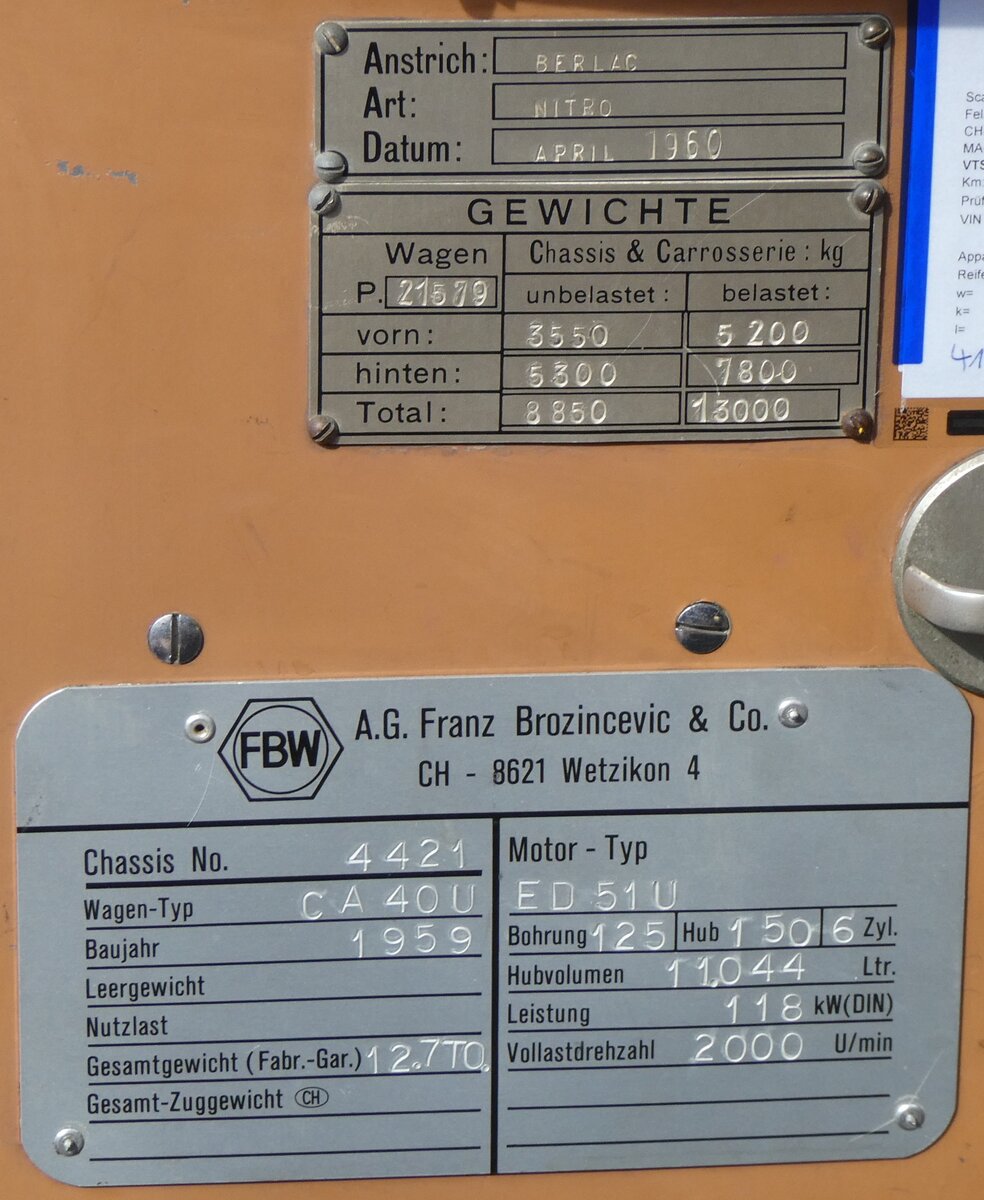 Anstrich: BERLAC
Art: NITRO
Datum: APRIL 1960
GEWICHTE
Wagen Chassis & Carrosserie: kg
P. 21579 unbelastet: belastet:
vorn: 3550 5200
hinten: 5300 7800
Total: 8850 13000
Km:
VIN
w=
k=
l=
41
FBW A.G. Franz Brozincevic & Co.
CH - 8621 Wetzikon 4
Chassis No. 4421
Wagen-Typ CA 40U
Baujahr 1959
Leergewicht
Nutzlast
Gesamtgewicht (Fabr.-Gar.) 12.7TO.
Gesamt-Zuggewicht CH
Motor - Typ
ED 51U
Bohrung 125 Hub 150 6 Zyl.
Hubvolumen 11.044 Ltr.
Leistung 118 kW(DIN)
Vollastdrehzahl 2000 U/min